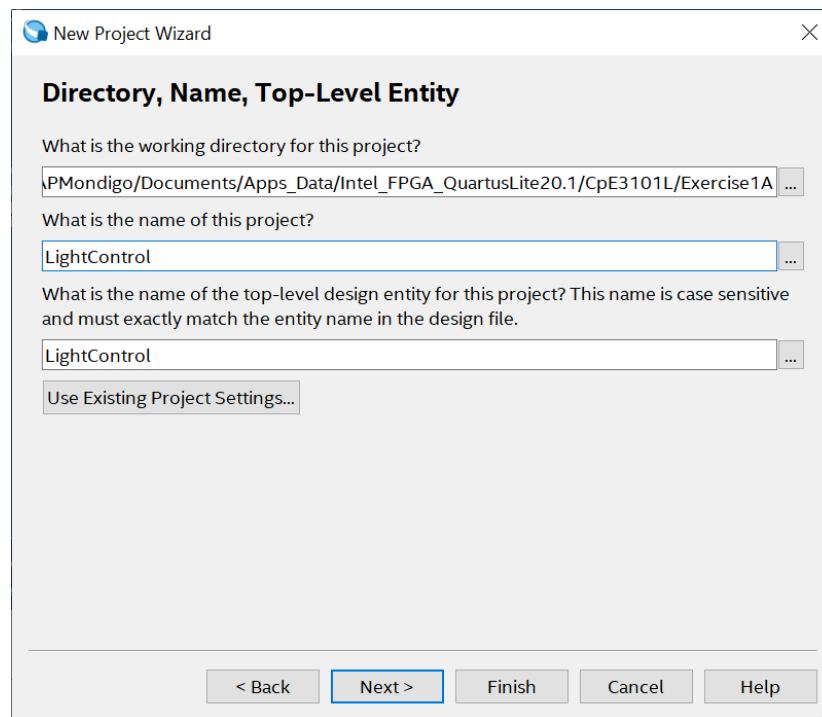 New Project Wizard
Directory, Name, Top-Level Entity
What is the working directory for this project?
\PMondigo/Documents/Apps_Data/Intel_FPGA_QuartusLite20.1/CpE3101L/Exercise1A ...
What is the name of this project?
LightControl ...
What is the name of the top-level design entity for this project? This name is case sensitive
and must exactly match the entity name in the design file.
LightControl ...
Use Existing Project Settings...
< Back Next > Finish Cancel Help